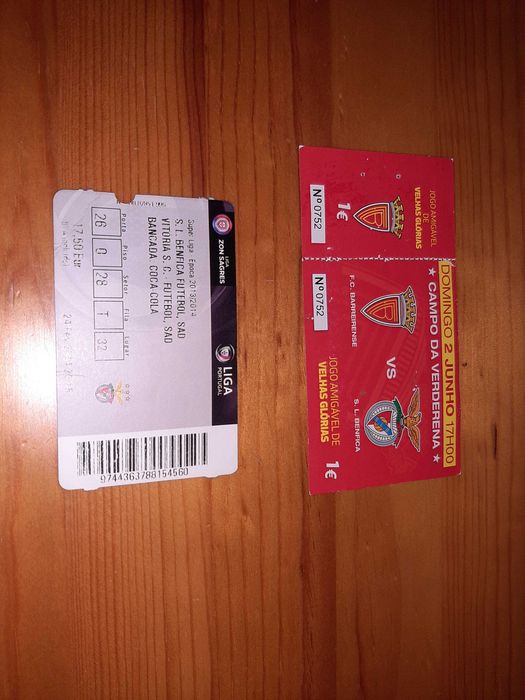 Super Liga - Época 2013/2014
S.L. BENFICA FUTEBOL, SAD
VITÓRIA S. C. FUTEBOL, SAD
BANCADA COCA COLA
Porta Piso Setor Fila Lugar
26 0 28 T 32
17,50 Eur
LIGA
ZON SAGRES
LIGA
PORTUGAL
9744363788154560
JOGO AMIGÁVEL
DE
VELHAS GLÓRIAS
1€
Nº 0752
DOMINGO 2 JUNHO 17H00
★ CAMPO DA VERDERENA ★
VS
F.C. BARREIRENSE
S. L. BENFICA
Nº 0752
JOGO AMIGÁVEL DE
VELHAS GLÓRIAS
1€